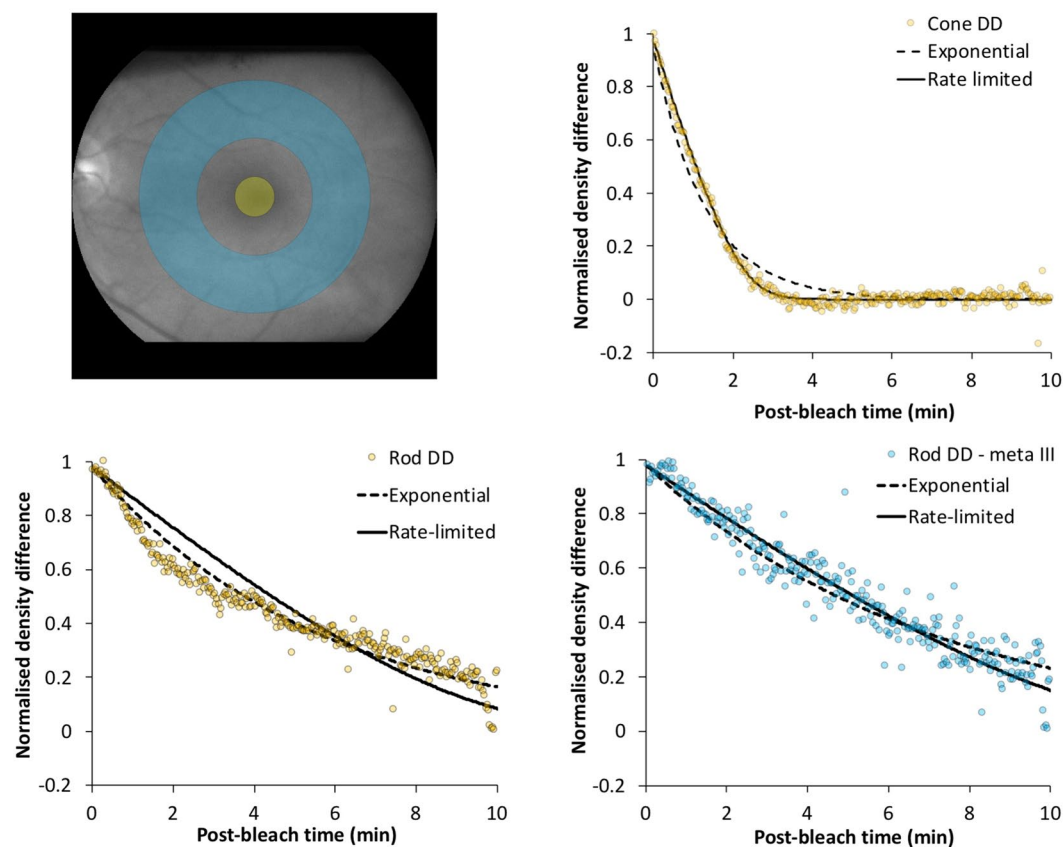 Cone DD
Exponential
Rate limited
Normalised density difference
1
0.8
0.6
0.4
0.2
0
-0.2
0 2 4 6 8 10
Post-bleach time (min)
Rod DD
Exponential
Rate-limited
Normalised density difference
1
0.8
0.6
0.4
0.2
0
-0.2
0 2 4 6 8 10
Post-bleach time (min)
Rod DD - meta III
Exponential
Rate-limited
Normalised density difference
1
0.8
0.6
0.4
0.2
0
-0.2
0 2 4 6 8 10
Post-bleach time (min)